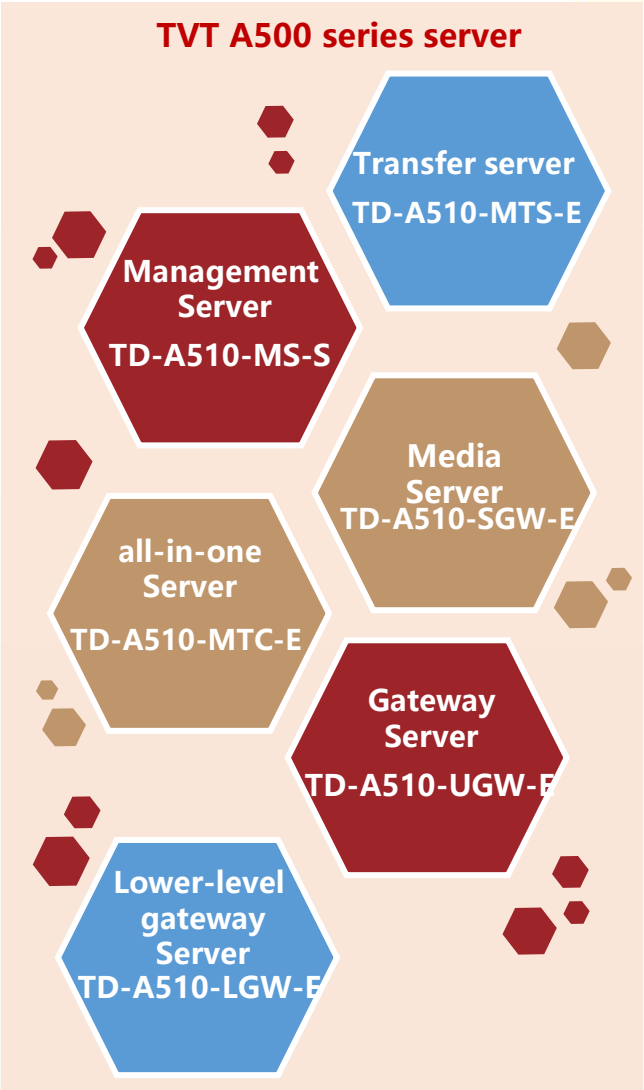 TVT A500 series server
Transfer server
TD-A510-MTS-E
Management
Server
TD-A510-MS-S
Media
Server
TD-A510-SGW-E
all-in-one
Server
TD-A510-MTC-E
Gateway
Server
TD-A510-UGW-E
Lower-level
gateway
Server
TD-A510-LGW-E